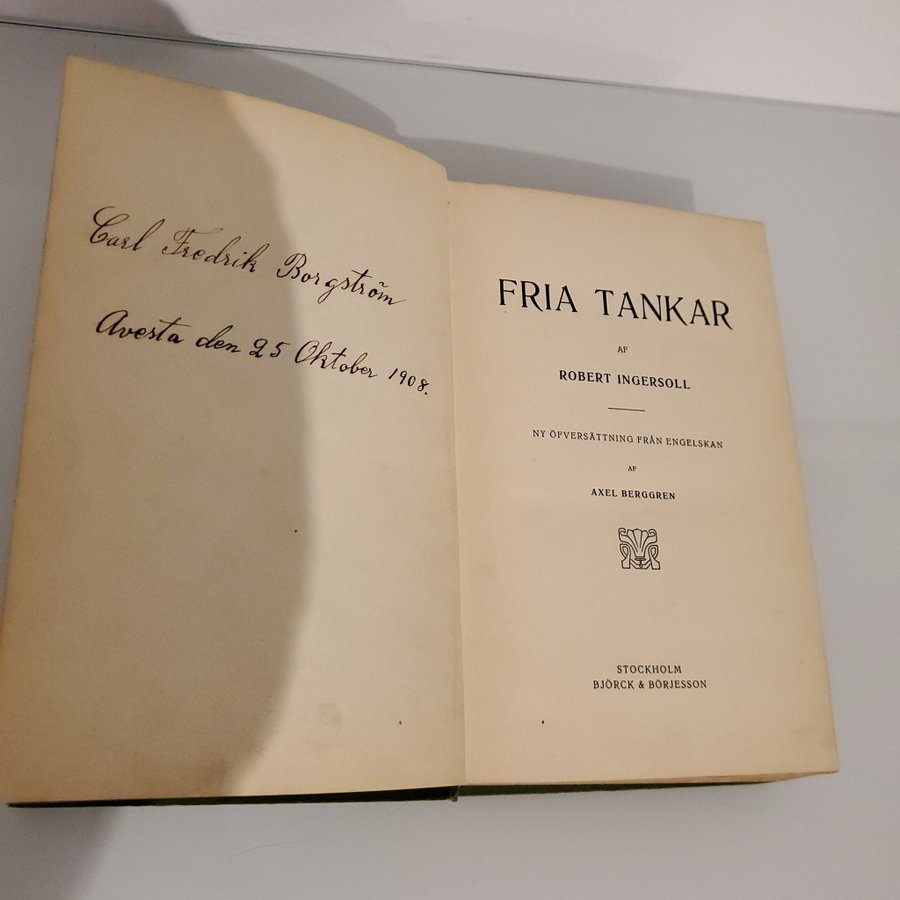 Carl Fredrik Borgström
Avesta den 25 Oktober 1908.
FRIA TANKAR
AF
ROBERT INGERSOLL
NY ÖFVERSÄTTNING FRÅN ENGELSKAN
AF
AXEL BERGGREN
STOCKHOLM
BJÖRCK & BÖRJESSON